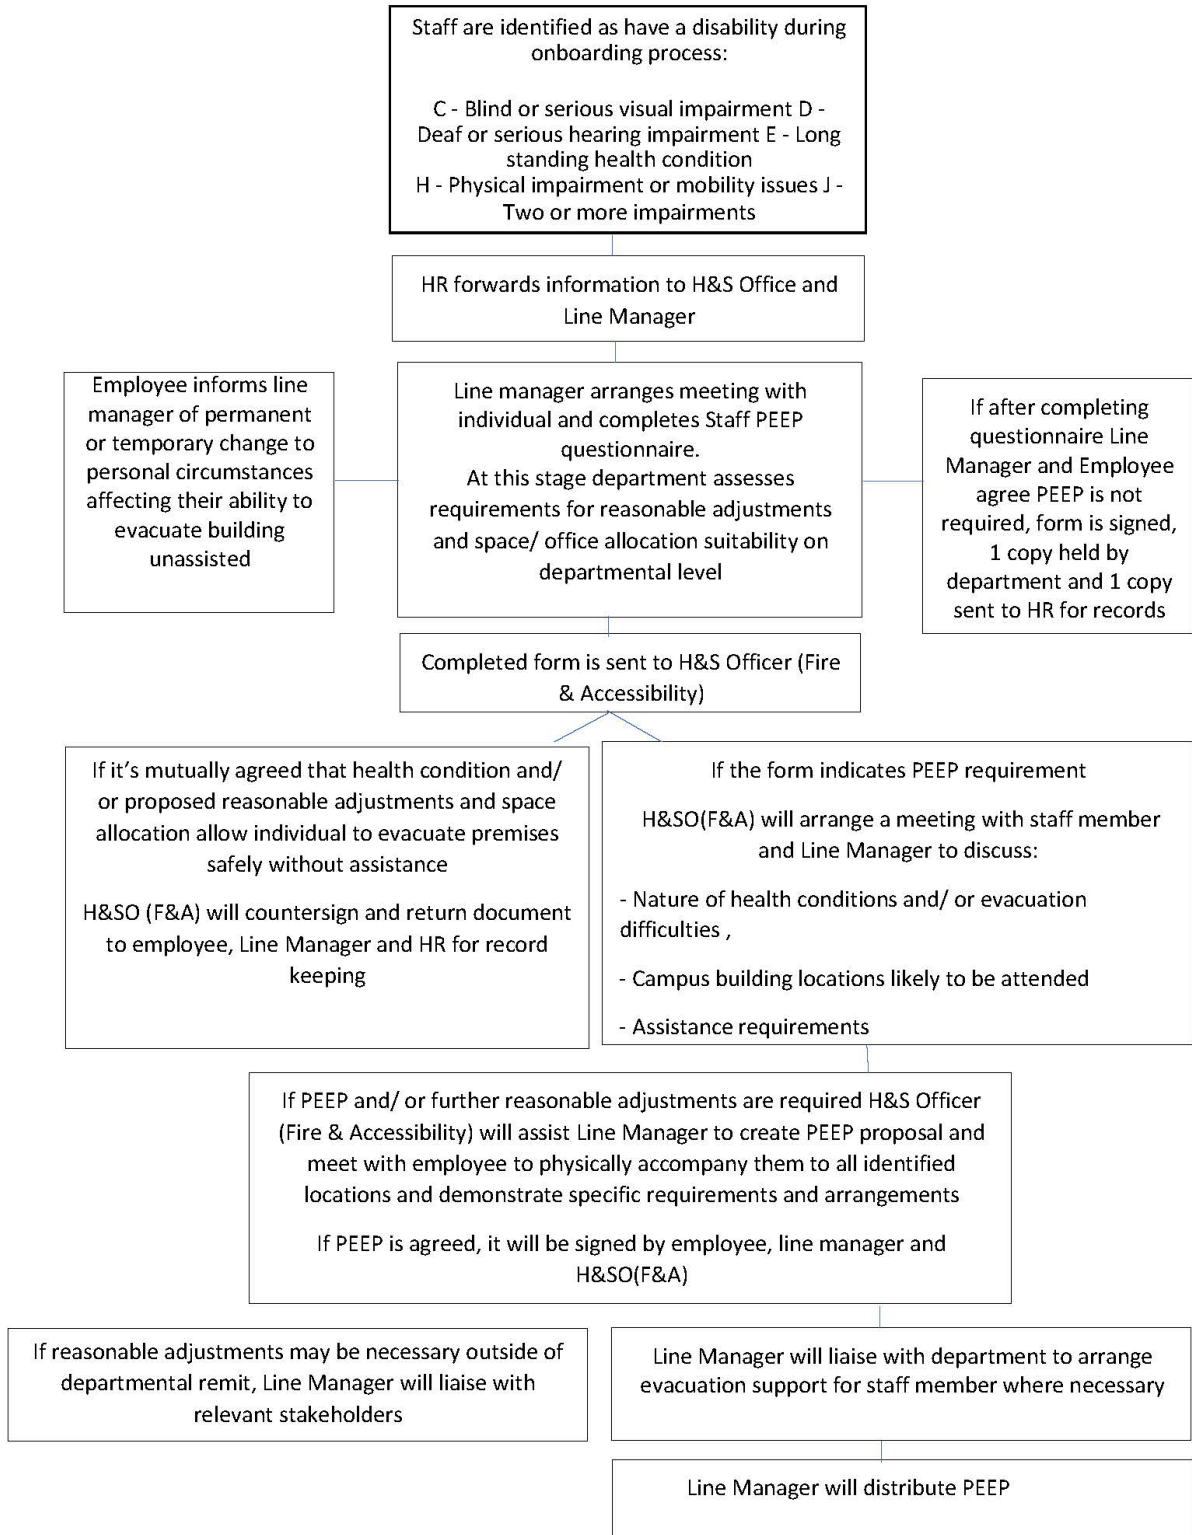 Staff are identified as have a disability during
onboarding process:
C - Blind or serious visual impairment D -
Deaf or serious hearing impairment E - Long
standing health condition
H - Physical impairment or mobility issues J -
Two or more impairments
HR forwards information to H&S Office and
Line Manager
Employee informs line
manager of permanent
or temporary change to
personal circumstances
affecting their ability to
evacuate building
unassisted
Line manager arranges meeting with
individual and completes Staff PEEP
questionnaire.
At this stage department assesses
requirements for reasonable adjustments
and space/ office allocation suitability on
departmental level
If after completing
questionnaire Line
Manager and Employee
agree PEEP is not
required, form is signed,
1 copy held by
department and 1 copy
sent to HR for records
Completed form is sent to H&S Officer (Fire
& Accessibility)
If it’s mutually agreed that health condition and/
or proposed reasonable adjustments and space
allocation allow individual to evacuate premises
safely without assistance
H&SO (F&A) will countersign and return document
to employee, Line Manager and HR for record
keeping
If the form indicates PEEP requirement
H&SO(F&A) will arrange a meeting with staff member
and Line Manager to discuss:
- Nature of health conditions and/ or evacuation
difficulties ,
- Campus building locations likely to be attended
- Assistance requirements
If PEEP and/ or further reasonable adjustments are required H&S Officer
(Fire & Accessibility) will assist Line Manager to create PEEP proposal and
meet with employee to physically accompany them to all identified
locations and demonstrate specific requirements and arrangements
If PEEP is agreed, it will be signed by employee, line manager and
H&SO(F&A)
If reasonable adjustments may be necessary outside of
departmental remit, Line Manager will liaise with
relevant stakeholders
Line Manager will liaise with department to arrange
evacuation support for staff member where necessary
Line Manager will distribute PEEP